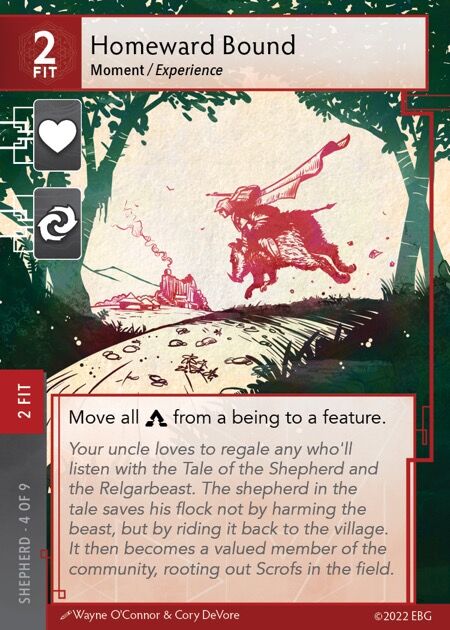 2
FIT
Homeward Bound
Moment / Experience
2 FIT
SHEPHERD - 4 OF 9
Move all from a being to a feature.
Your uncle loves to regale any who'll
listen with the Tale of the Shepherd and
the Relgarbeast. The shepherd in the
tale saves his flock not by harming the
beast, but by riding it back to the village.
It then becomes a valued member of the
community, rooting out Scrofs in the field.
Wayne O'Connor & Cory DeVore
©2022 EBG